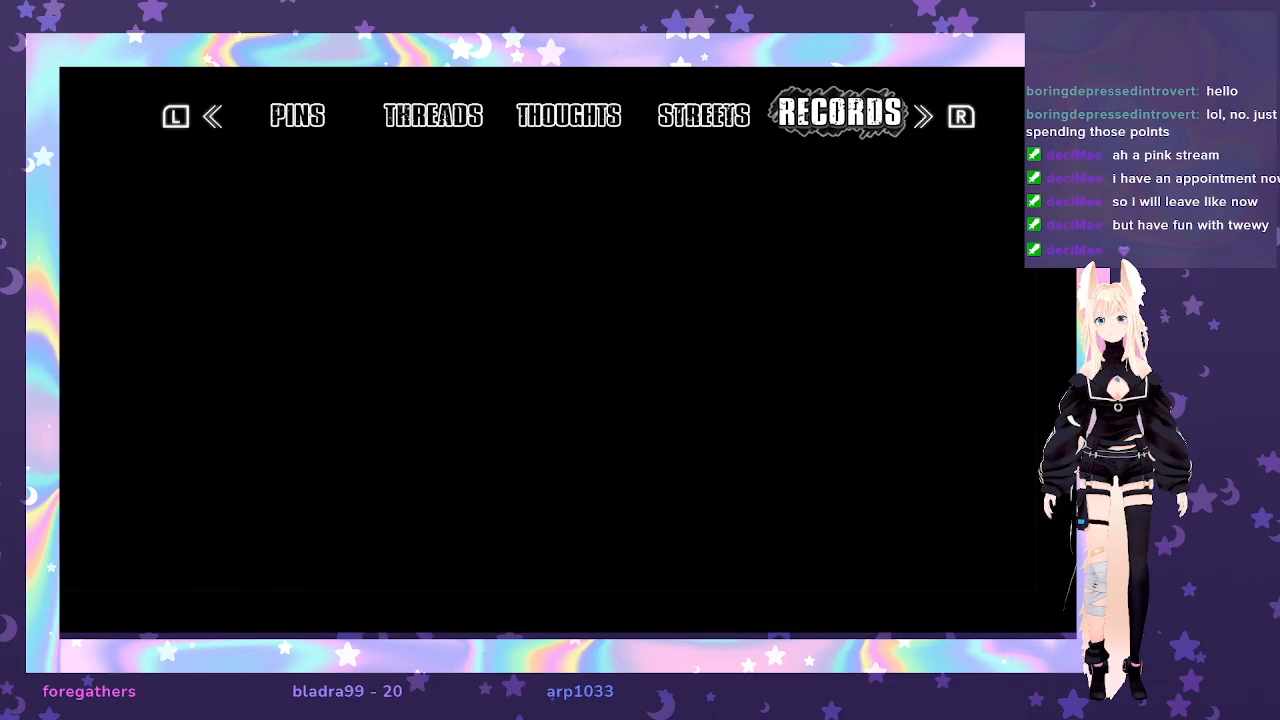 L PINS THREADS THOUGHTS STREETS RECORDS R
boringdepressedintrovert: hello
boringdepressedintrovert: lol, no. just
spending those points
deciMae ah a pink stream
deciMae i have an appointment now
deciMae so I will leave like now
deciMae but have fun with twewy
deciMae
foregathers bladra99 - 20 arp1033